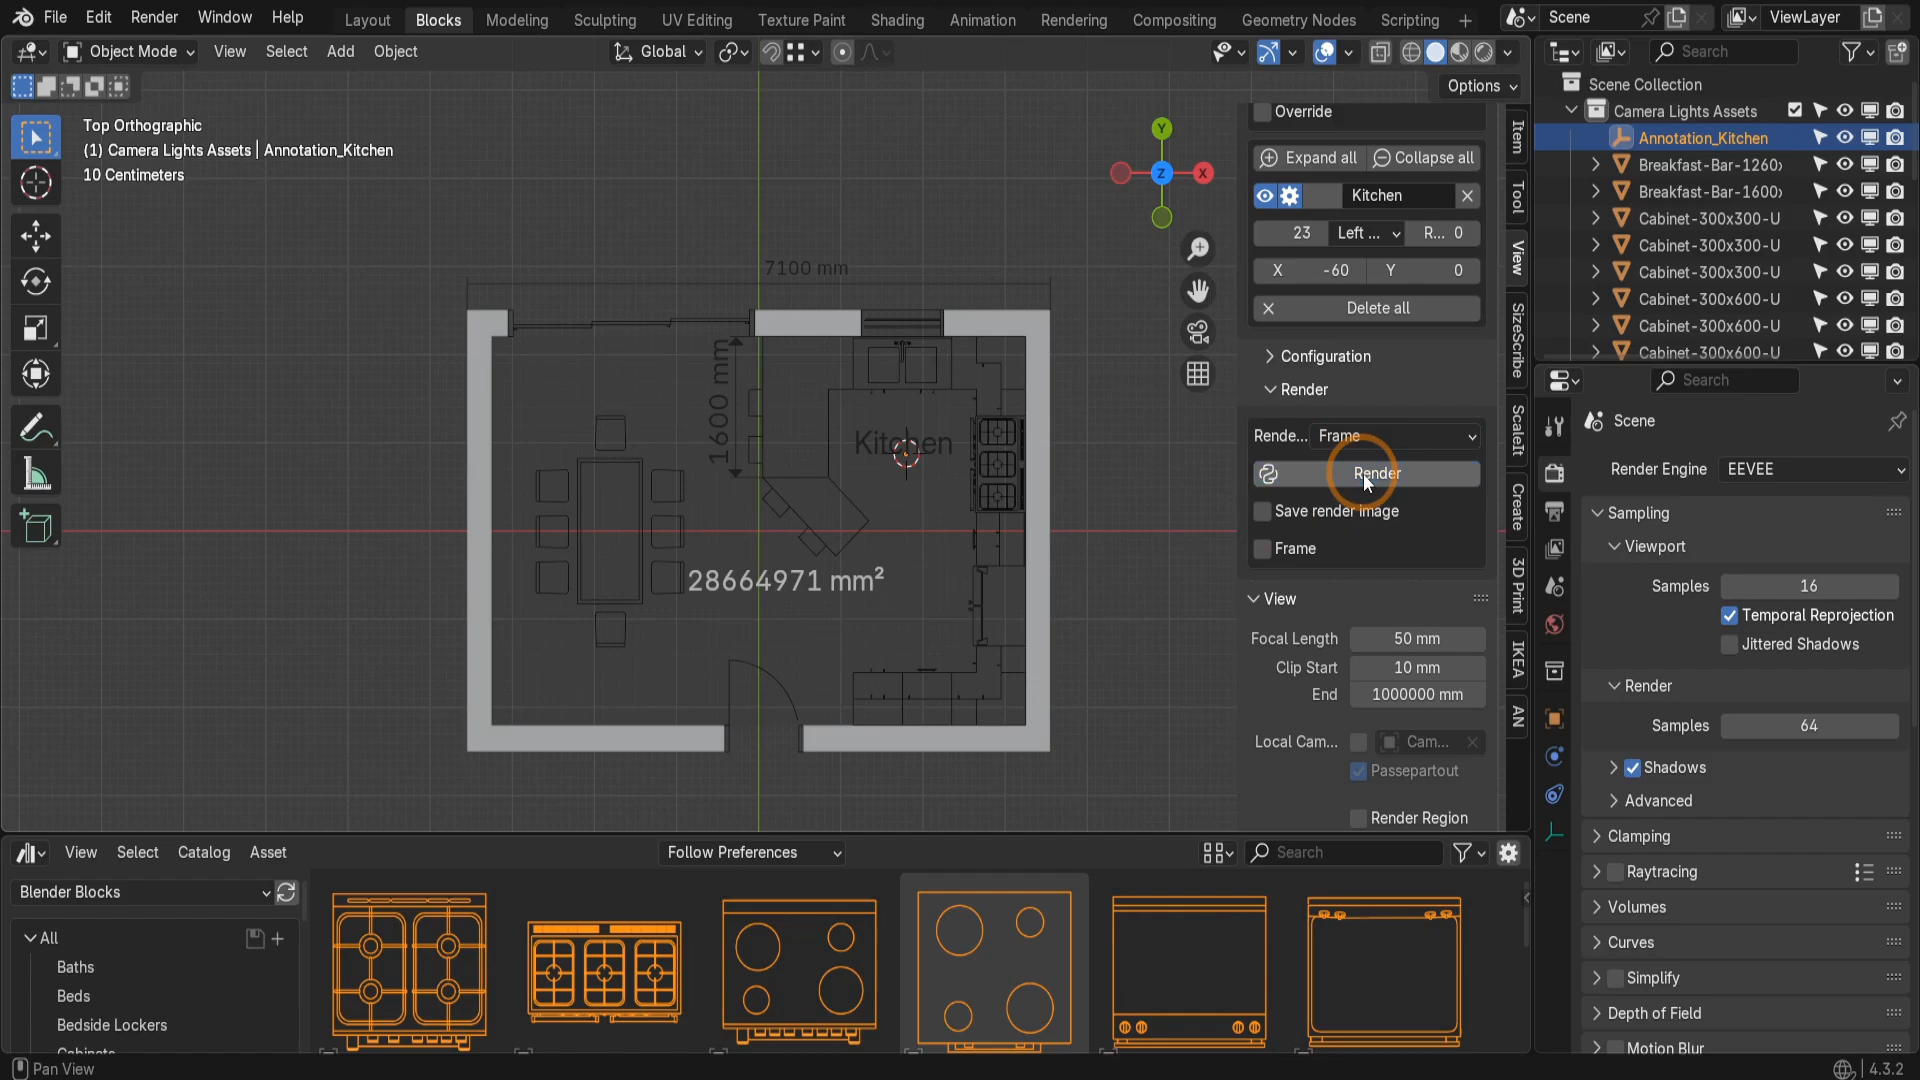 File Edit Render Window Help
Layout Blocks Modeling Sculpting UV Editing Texture Paint Shading Animation Rendering Compositing Geometry Nodes Scripting
Scene
ViewLayer
Object Mode View Select Add Object
Global
Search
Options
Top Orthographic
(1) Camera Lights Assets | Annotation_Kitchen
10 Centimeters
Y
Z
X
7100 mm
1600 mm
Kitchen
28664971 mm²
Override
Expand all
Collapse all
Kitchen
23
Left ...
R... 0
X -60
Y 0
Delete all
Configuration
Render
Rende... Frame
Render
Save render image
Frame
View
Focal Length 50 mm
Clip Start 10 mm
End 1000000 mm
Local Cam... Cam...
Passepartout
Render Region
Item
Tool
View
SizeScribe
ScaleIt
Create
3D Print
IKEA
AN
Scene Collection
Camera Lights Assets
Annotation_Kitchen
Breakfast-Bar-1260
Breakfast-Bar-1600
Cabinet-300x300-U
Cabinet-300x300-U
Cabinet-300x300-U
Cabinet-300x600-U
Cabinet-300x600-U
Cabinet-300x600-U
Search
Scene
Render Engine EEVEE
Sampling
Viewport
Samples 16
Temporal Reprojection
Jittered Shadows
Render
Samples 64
Shadows
Advanced
Clamping
Raytracing
Volumes
Curves
Simplify
Depth of Field
Motion Blur
View Select Catalog Asset
Follow Preferences
Search
Blender Blocks
All
Baths
Beds
Bedside Lockers
Cabinets
Pan View
4.3.2